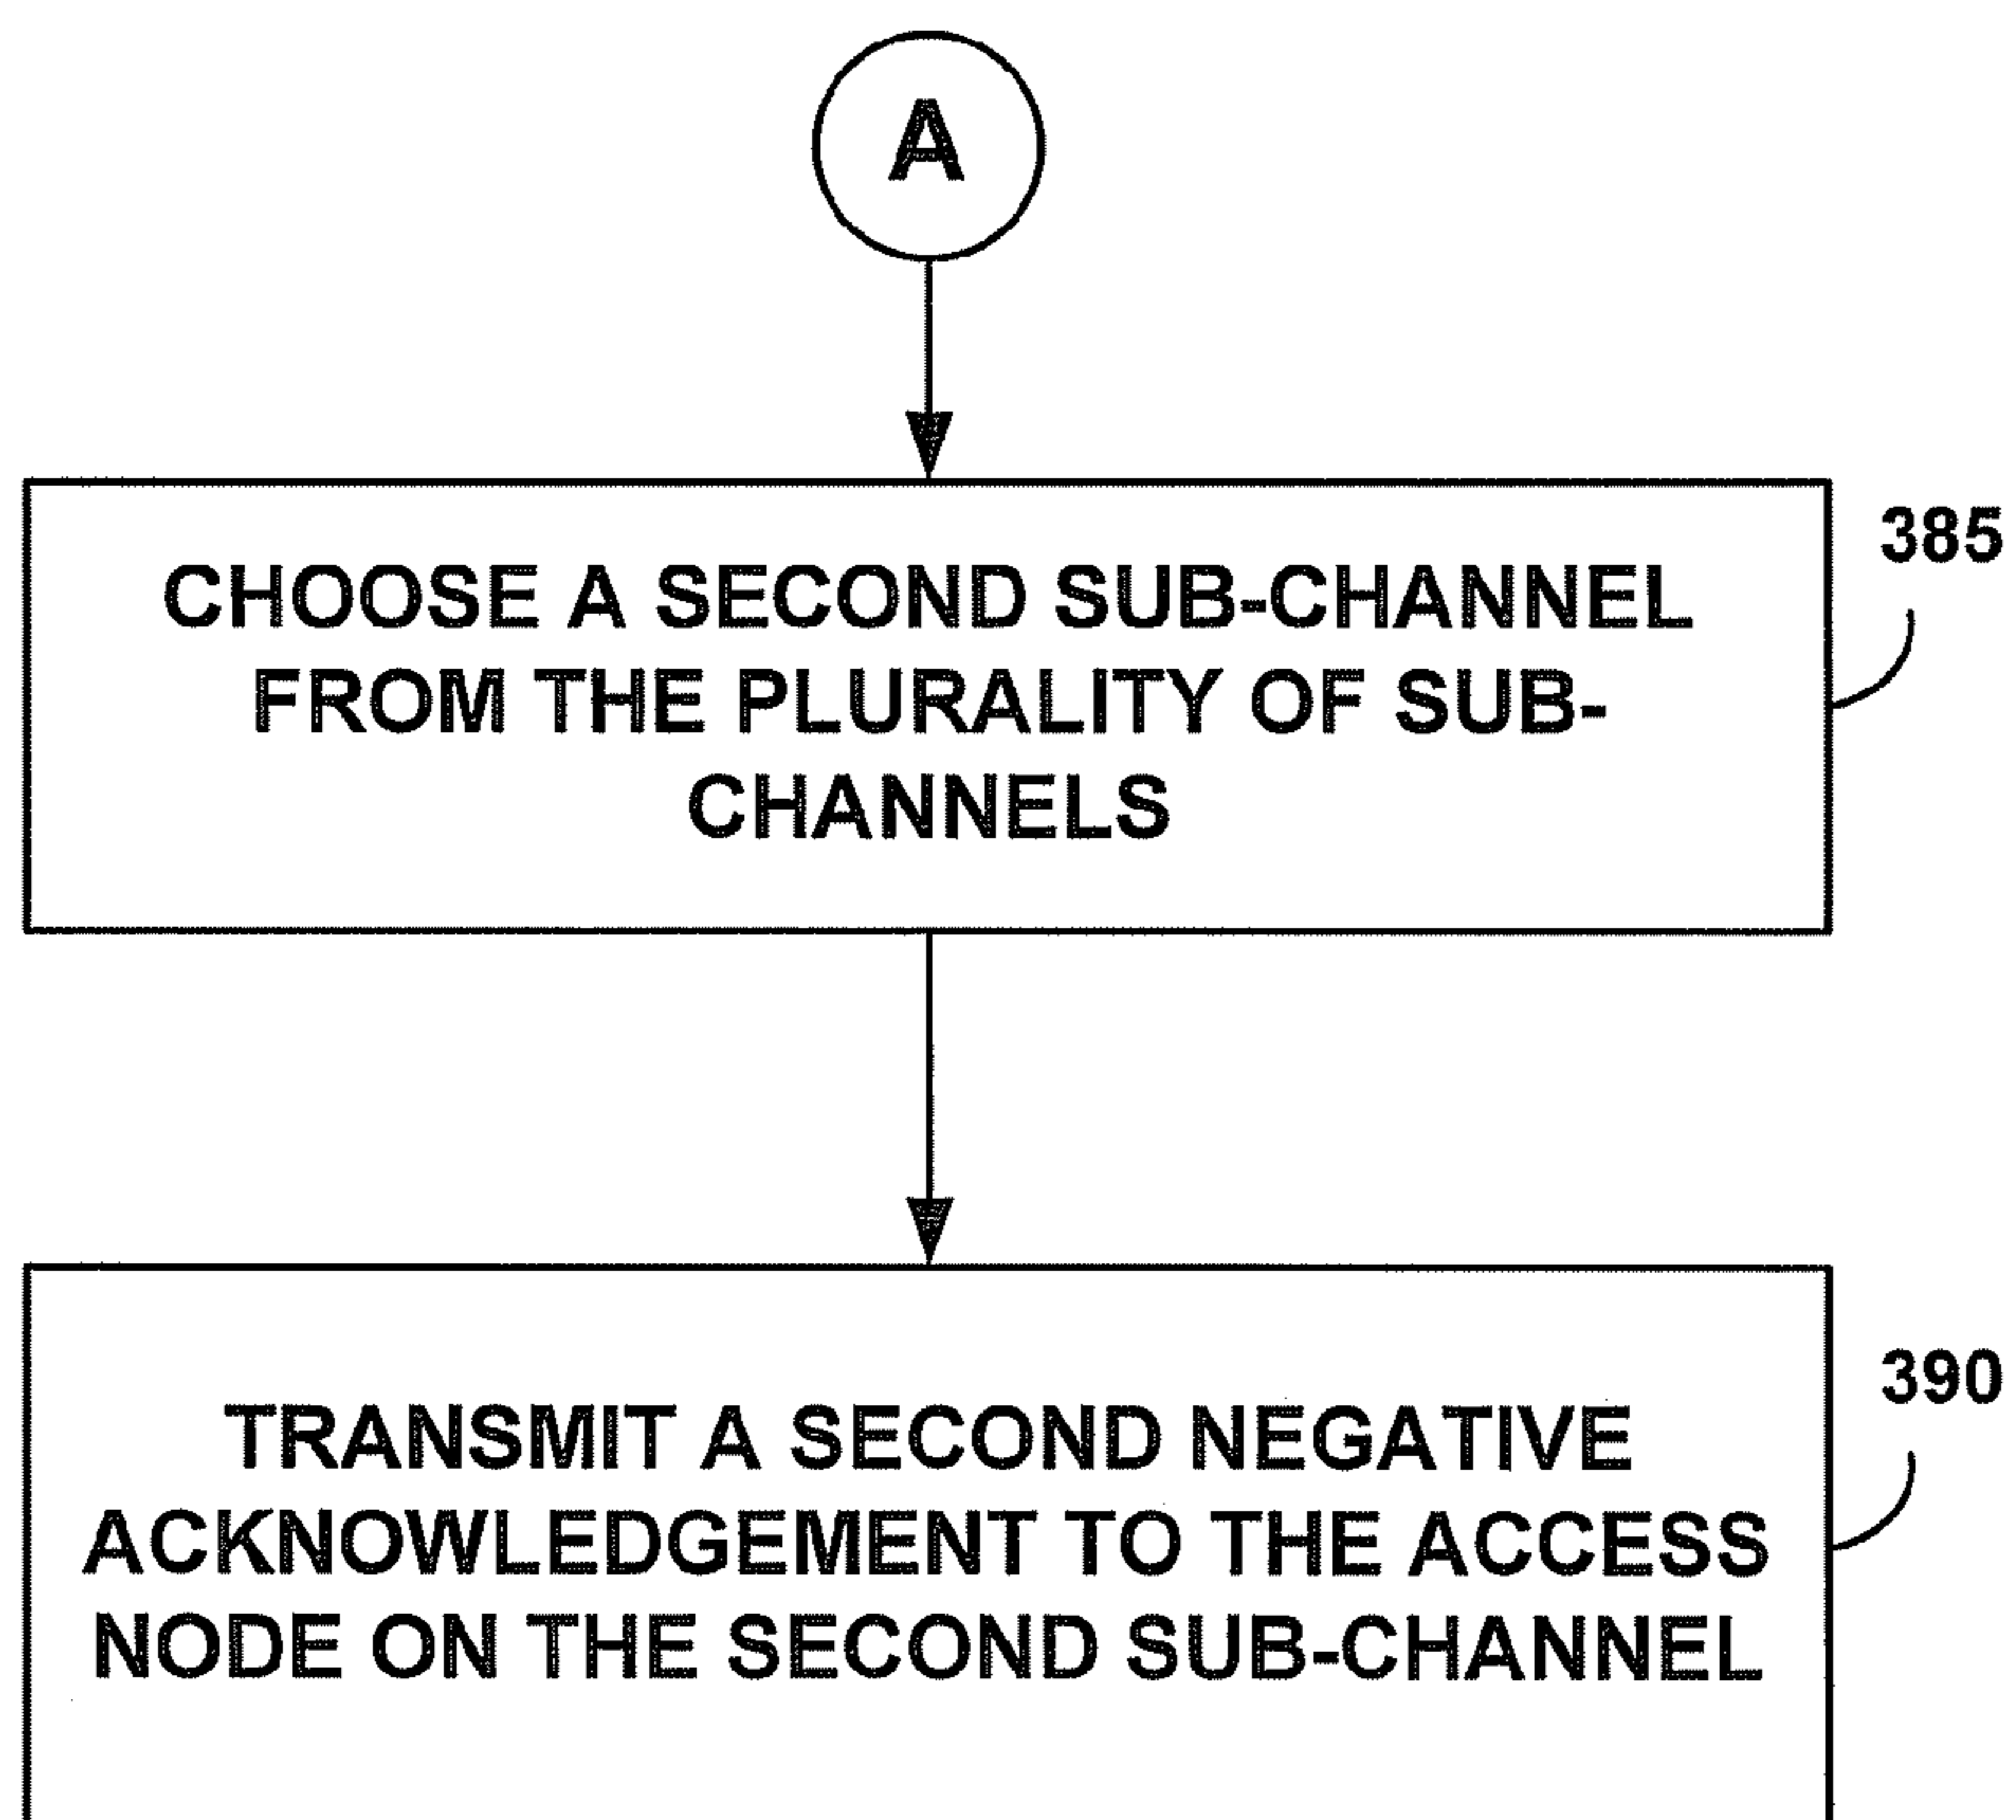 A
385
CHOOSE A SECOND SUB-CHANNEL
FROM THE PLURALITY OF SUB-
CHANNELS
390
TRANSMIT A SECOND NEGATIVE
ACKNOWLEDGEMENT TO THE ACCESS
NODE ON THE SECOND SUB-CHANNEL